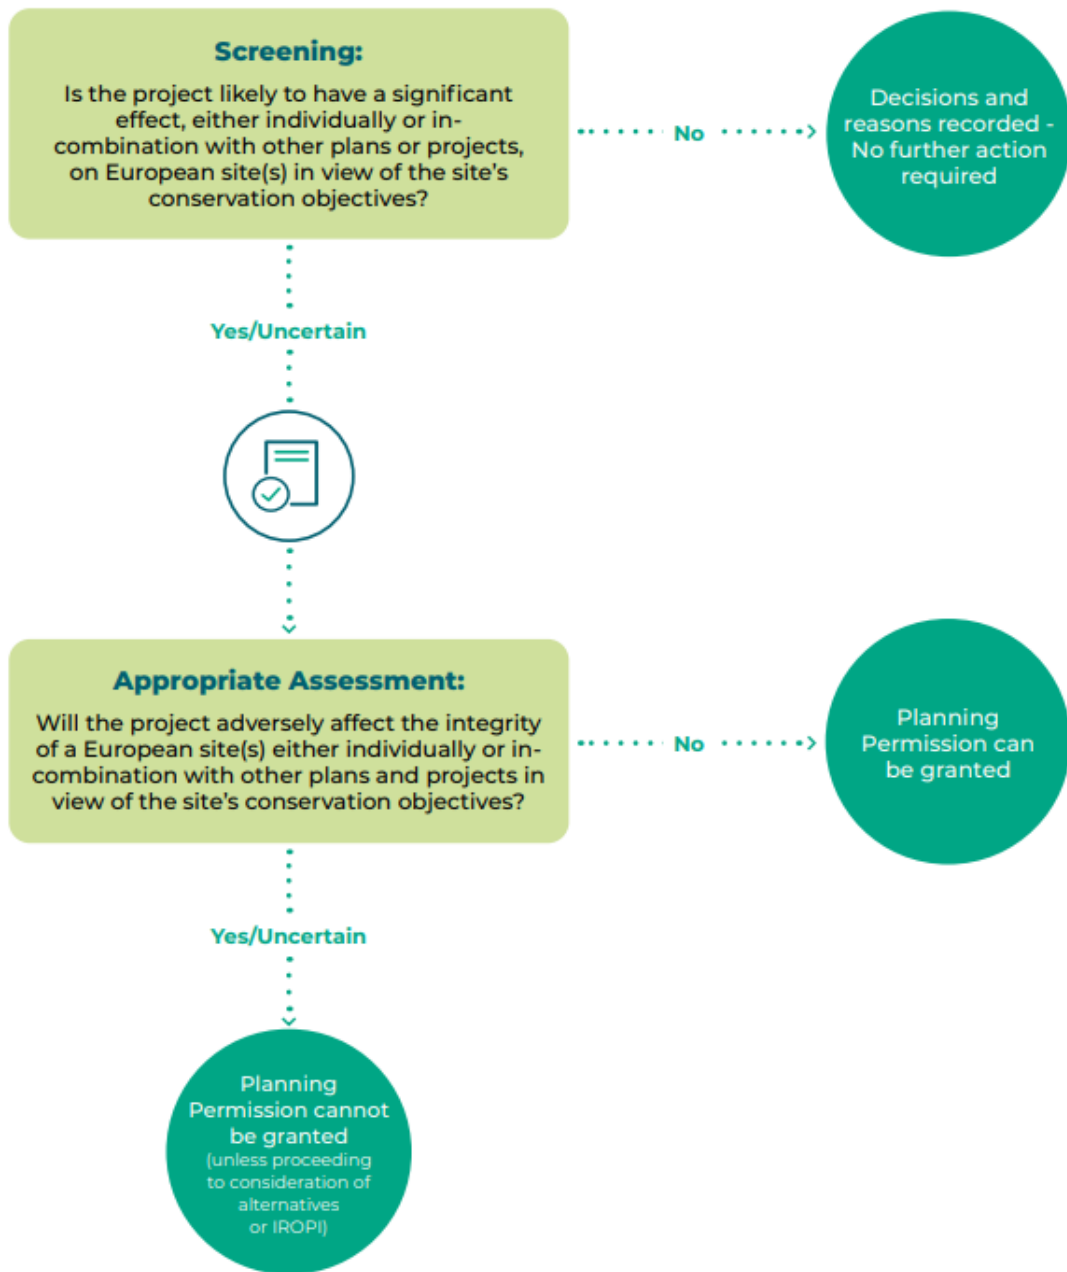 Screening:
Is the project likely to have a significant
effect, either individually or in-
combination with other plans or projects,
on European site(s) in view of the site's
conservation objectives?
No
Decisions and
reasons recorded -
No further action
required
Yes/Uncertain
Appropriate Assessment:
Will the project adversely affect the integrity
of a European site(s) either individually or in-
combination with other plans and projects in
view of the site's conservation objectives?
No
Planning
Permission can
be granted
Yes/Uncertain
Planning
Permission cannot
be granted
(unless proceeding
to consideration of
alternatives
or IROPI)